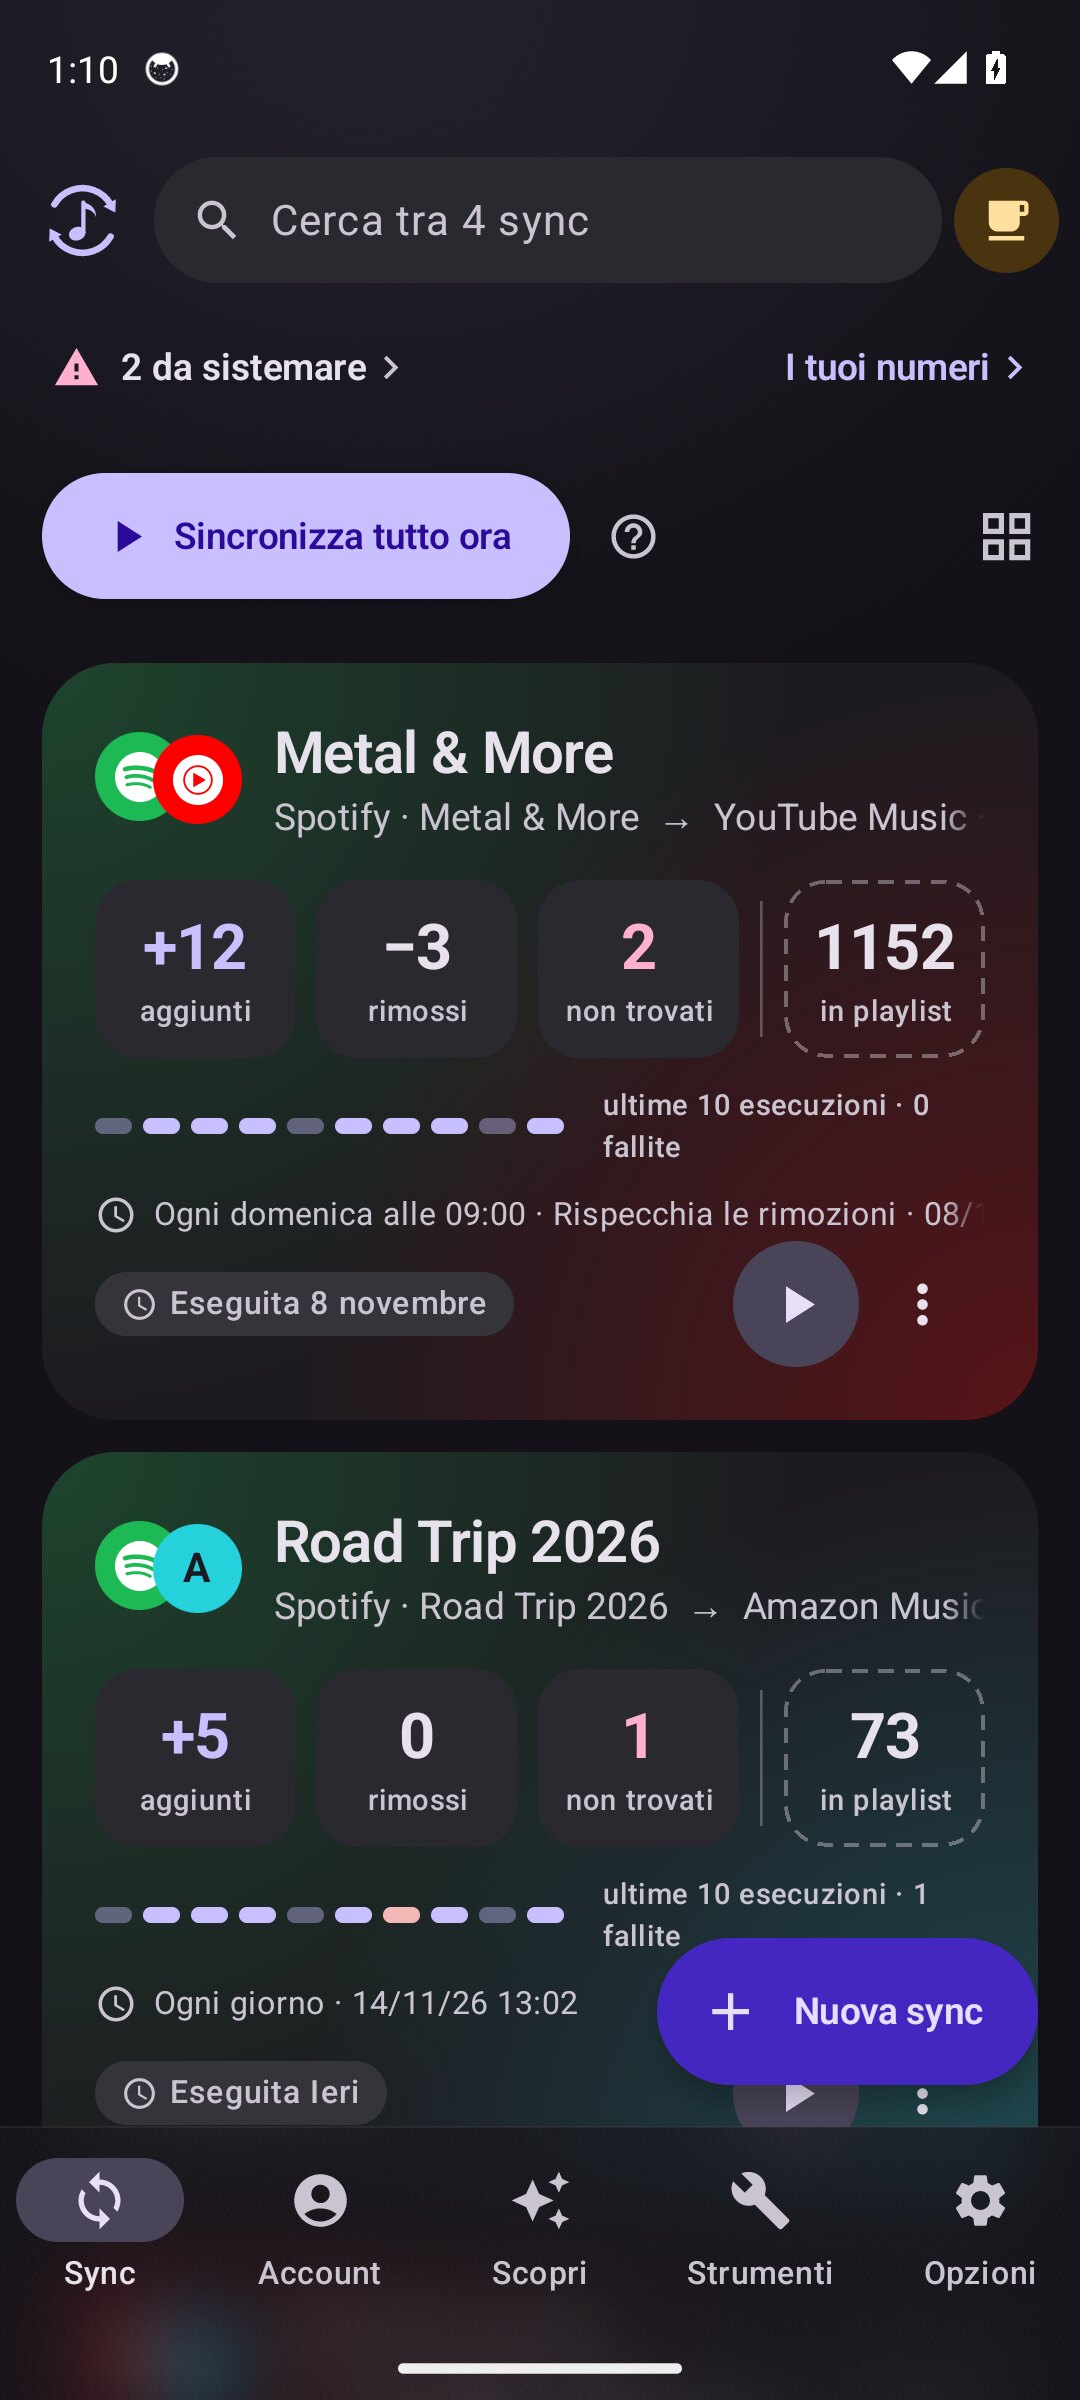 1:10
Cerca tra 4 sync
2 da sistemare
I tuoi numeri
Sincronizza tutto ora
Metal & More
Spotify · Metal & More → YouTube Music
+12
aggiunti
−3
rimossi
2
non trovati
1152
in playlist
ultime 10 esecuzioni · 0
fallite
Ogni domenica alle 09:00 · Rispecchia le rimozioni · 08/
Eseguita 8 novembre
A
Road Trip 2026
Spotify · Road Trip 2026 → Amazon Music
+5
aggiunti
0
rimossi
1
non trovati
73
in playlist
ultime 10 esecuzioni · 1
fallite
Ogni giorno · 14/11/26 13:02
Nuova sync
Eseguita Ieri
Sync
Account
Scopri
Strumenti
Opzioni